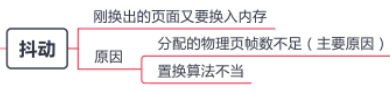 抖动
刚换出的页面又要换入内存
原因
分配的物理页帧数不足（主要原因）
置换算法不当